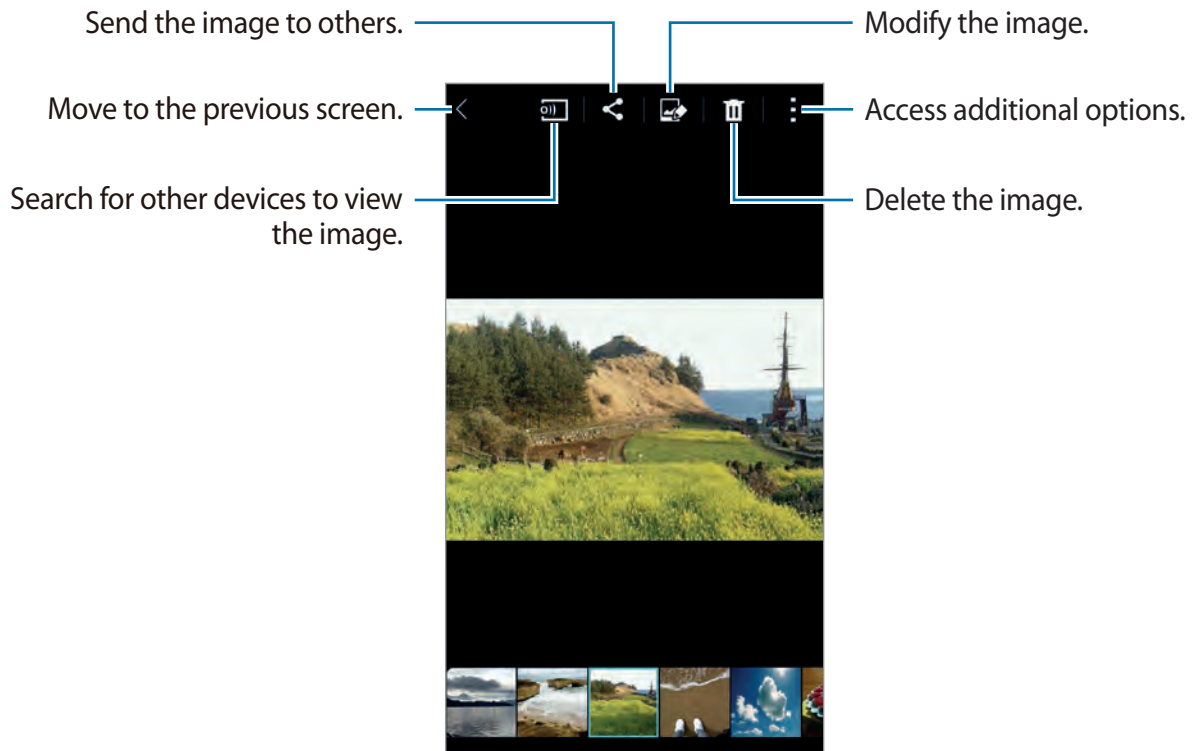 Send the image to others.
Modify the image.
Move to the previous screen.
Access additional options.
Search for other devices to view
the image.
Delete the image.